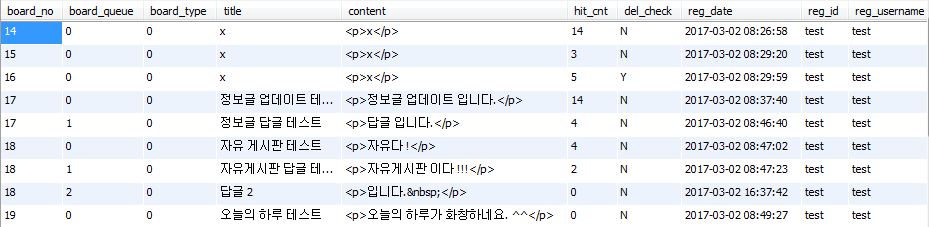 board_no board_queue board_type title content hit_cnt del_check reg_date reg_id reg_username
14 0 0 x <p>x</p> 14 N 2017-03-02 08:26:58 test test
15 0 0 x <p>x</p> 3 N 2017-03-02 08:29:20 test test
16 0 0 x <p>x</p> 5 Y 2017-03-02 08:29:59 test test
17 0 0 정보글 업데이트 테... <p>정보글 업데이트 입니다.</p> 14 N 2017-03-02 08:37:40 test test
17 1 0 정보글 답글 테스트 <p>답글 입니다.</p> 4 N 2017-03-02 08:46:40 test test
18 0 0 자유 게시판 테스트 <p>자유다 !</p> 4 N 2017-03-02 08:47:02 test test
18 1 0 자유게시판 답글 테... <p>자유게시판 이다 !!!</p> 2 N 2017-03-02 08:47:23 test test
18 2 0 답글 2 <p>입니다.&nbsp;</p> 0 N 2017-03-02 16:37:42 test test
19 0 0 오늘의 하루 테스트 <p>오늘의 하루가 화창하네요. ^^</p> 0 N 2017-03-02 08:49:27 test test